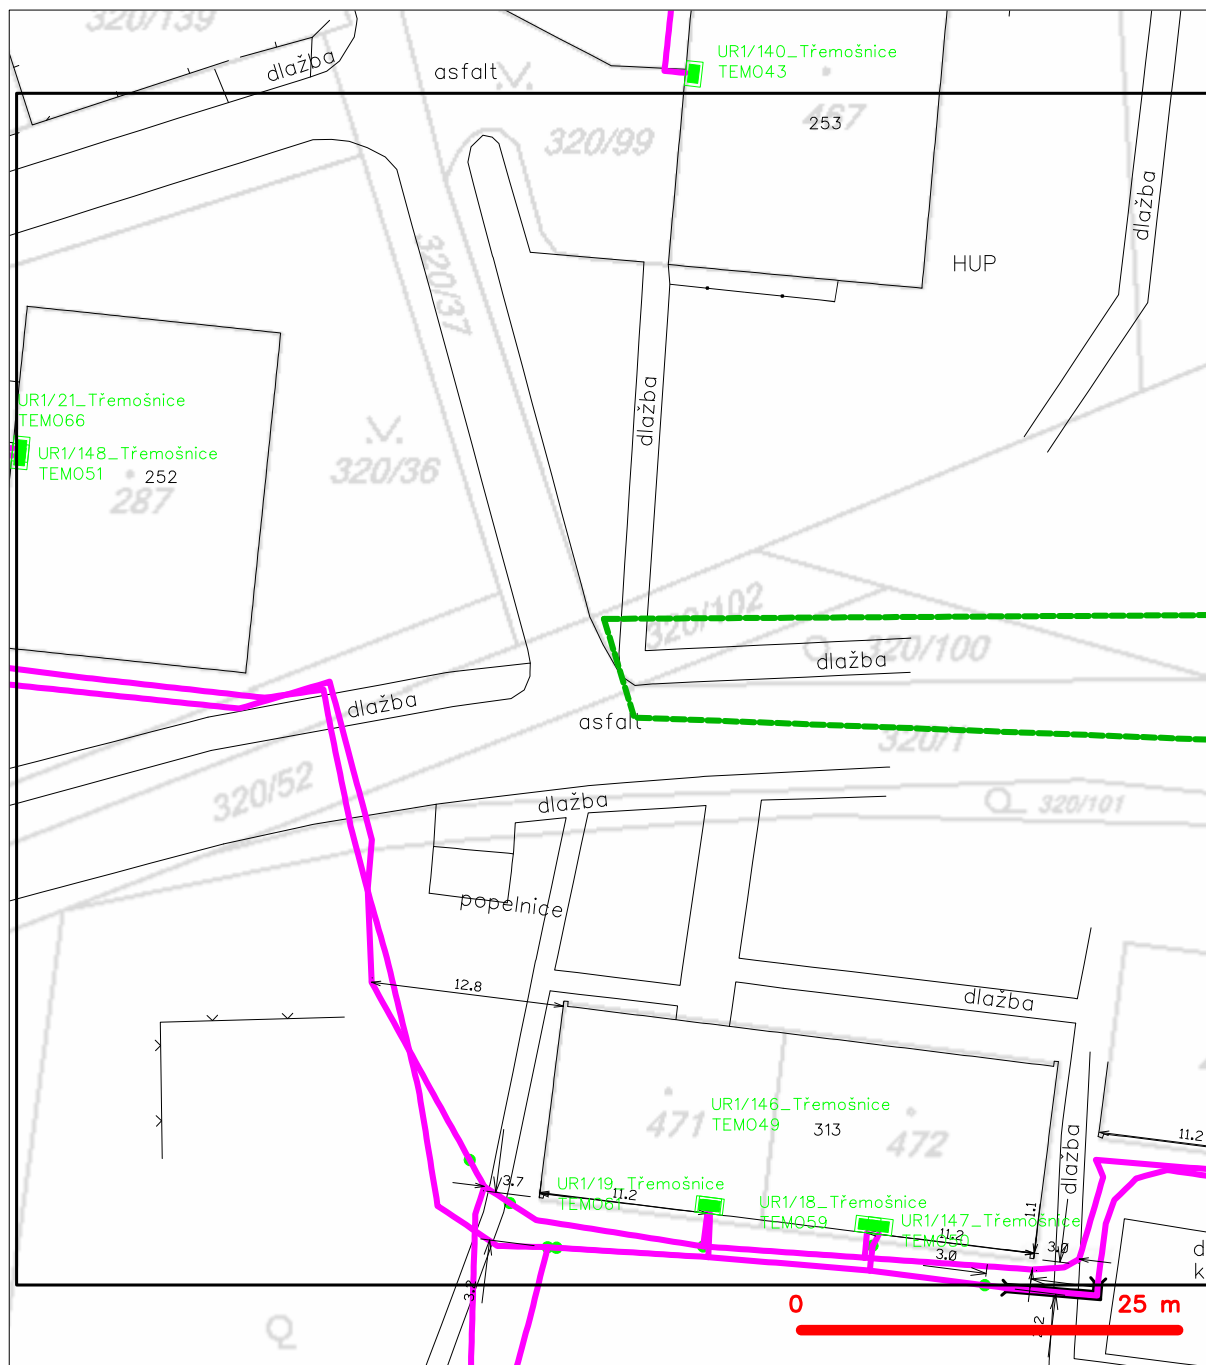 320/139
dlažba
asfalt
UR1/140_Třemošnice
TEMO43
467
253
320/99
dlažba
320/37
HUP
UR1/21_Třemošnice
TEMO66
UR1/148_Třemošnice
TEMO51
252
287
320/36
dlažba
320/102
320/100
dlažba
dlažba
asfalt
320/1
320/52
dlažba
320/101
popelnice
12.8
dlažba
UR1/146_Třemošnice
TEMO49
471
313
472
dlažba
11.2
3.7
UR1/19_Třemošnice
11.2
UR1/18_Třemošnice
TEMO59
UR1/147_Třemošnice
11.2
1.1
3.0
3.0
d
k
0
25 m